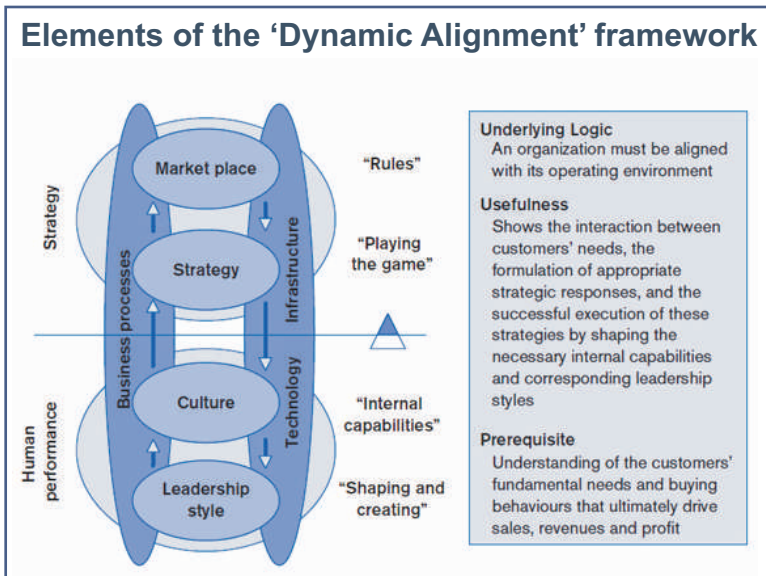 Elements of the ‘Dynamic Alignment’ framework
Strategy
Human
performance
Business processes
Infrastructure
Technology
Market place
Strategy
Culture
Leadership
style
“Rules”
“Playing
the game”
“Internal
capabilities”
“Shaping and
creating”
Underlying Logic
An organization must be aligned
with its operating environment
Usefulness
Shows the interaction between
customers’ needs, the
formulation of appropriate
strategic responses, and the
successful execution of these
strategies by shaping the
necessary internal capabilities
and corresponding leadership
styles
Prerequisite
Understanding of the customers’
fundamental needs and buying
behaviours that ultimately drive
sales, revenues and profit